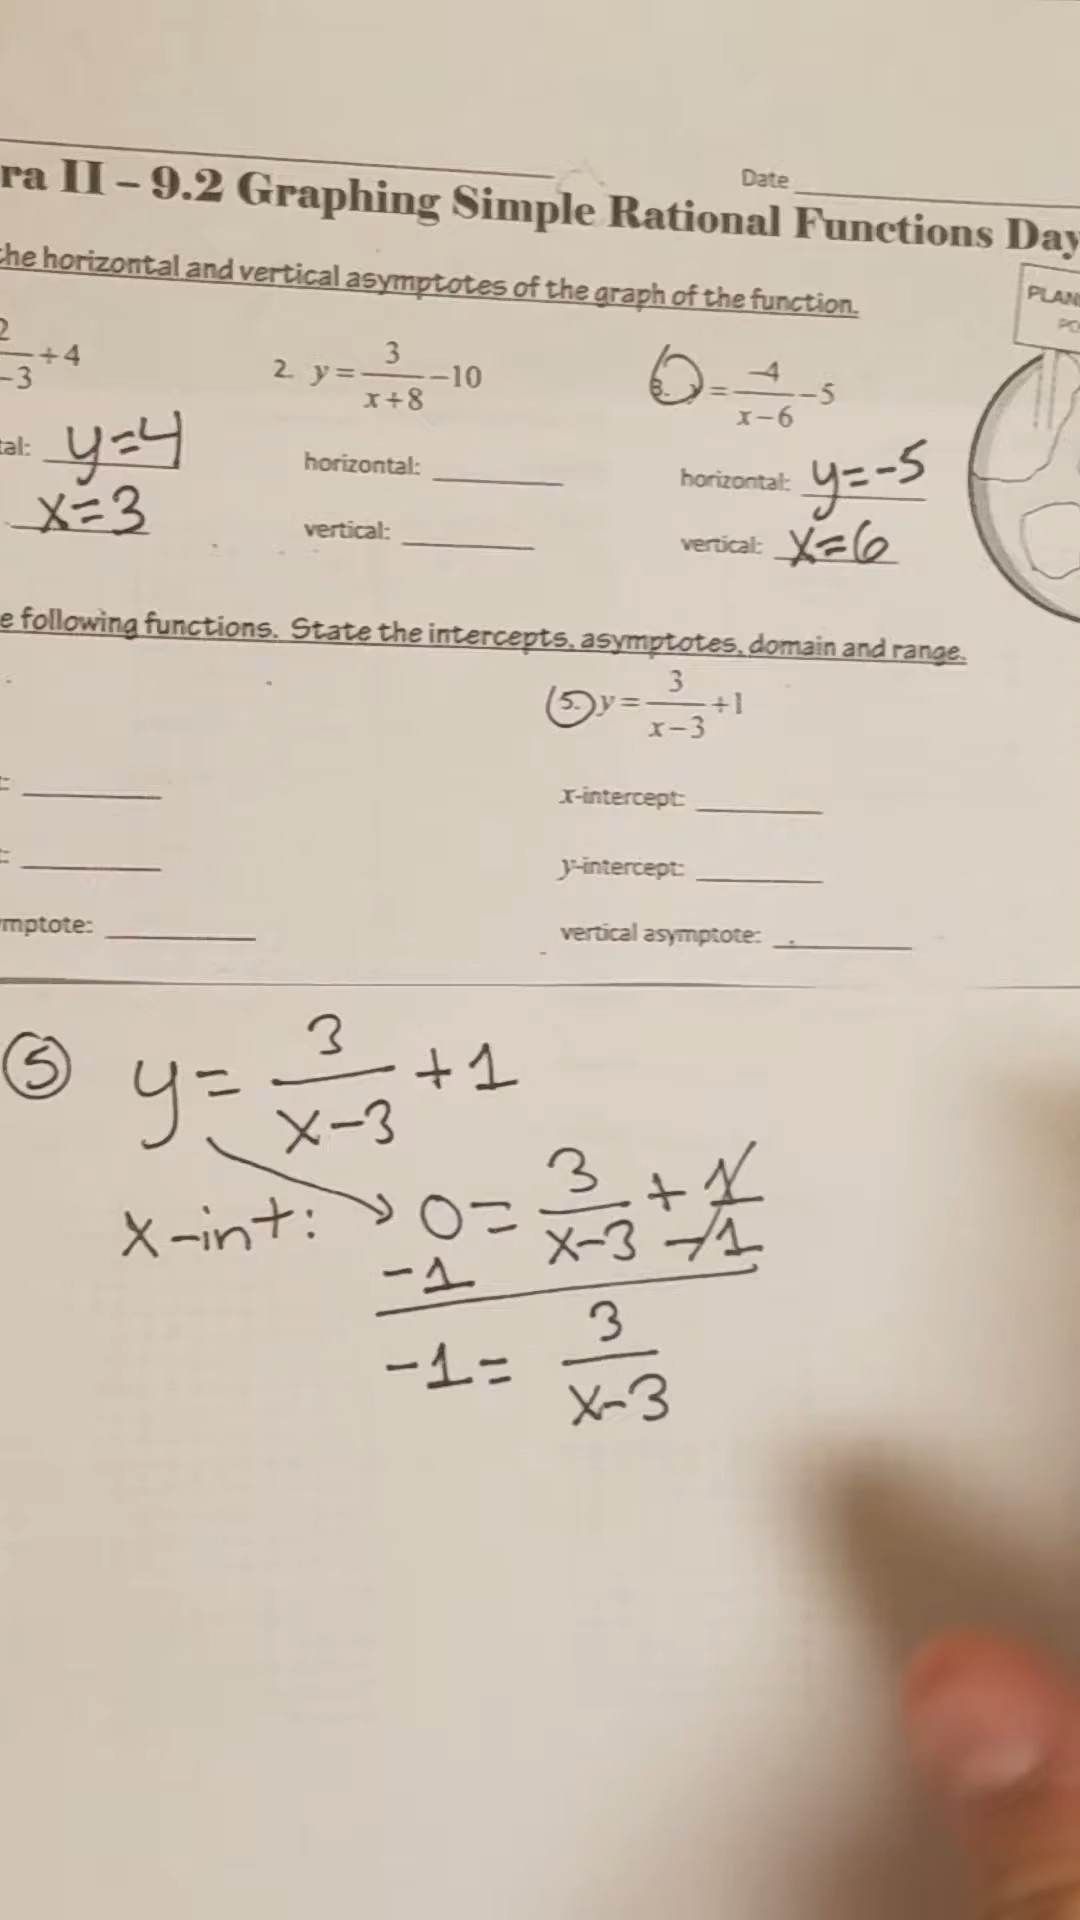 Date
ra II – 9.2 Graphing Simple Rational Functions Day
the horizontal and vertical asymptotes of the graph of the function.
PLAN
2/-3 + 4
2. y = 3/(x+8) - 10
= -4/(x-6) - 5
tal: y=4
horizontal:
horizontal: y=-5
x=3
vertical:
vertical: x=6
e following functions. State the intercepts, asymptotes, domain and range.
5. y = 3/(x-3) + 1
x-intercept:
y-intercept:
mptote:
vertical asymptote:
5 y = 3/(x-3) + 1
x-int: 0 = 3/(x-3) + 1
-1 -1
-1 = 3/(x-3)